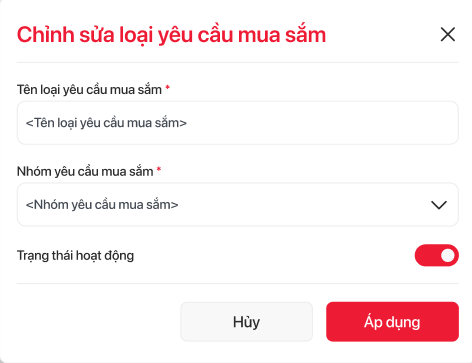 Chỉnh sửa loại yêu cầu mua sắm
Tên loại yêu cầu mua sắm *
<Tên loại yêu cầu mua sắm>
Nhóm yêu cầu mua sắm *
<Nhóm yêu cầu mua sắm>
Trạng thái hoạt động
Hủy Áp dụng